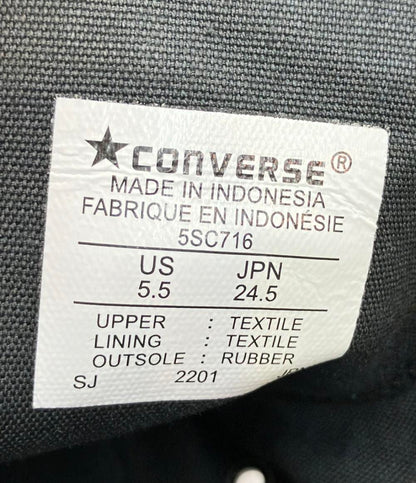 ★CONVERSE®
MADE IN INDONESIA
FABRIQUE EN INDONÉSIE
5SC716
US JPN
5.5 24.5
UPPER : TEXTILE
LINING : TEXTILE
OUTSOLE : RUBBER
SJ 2201